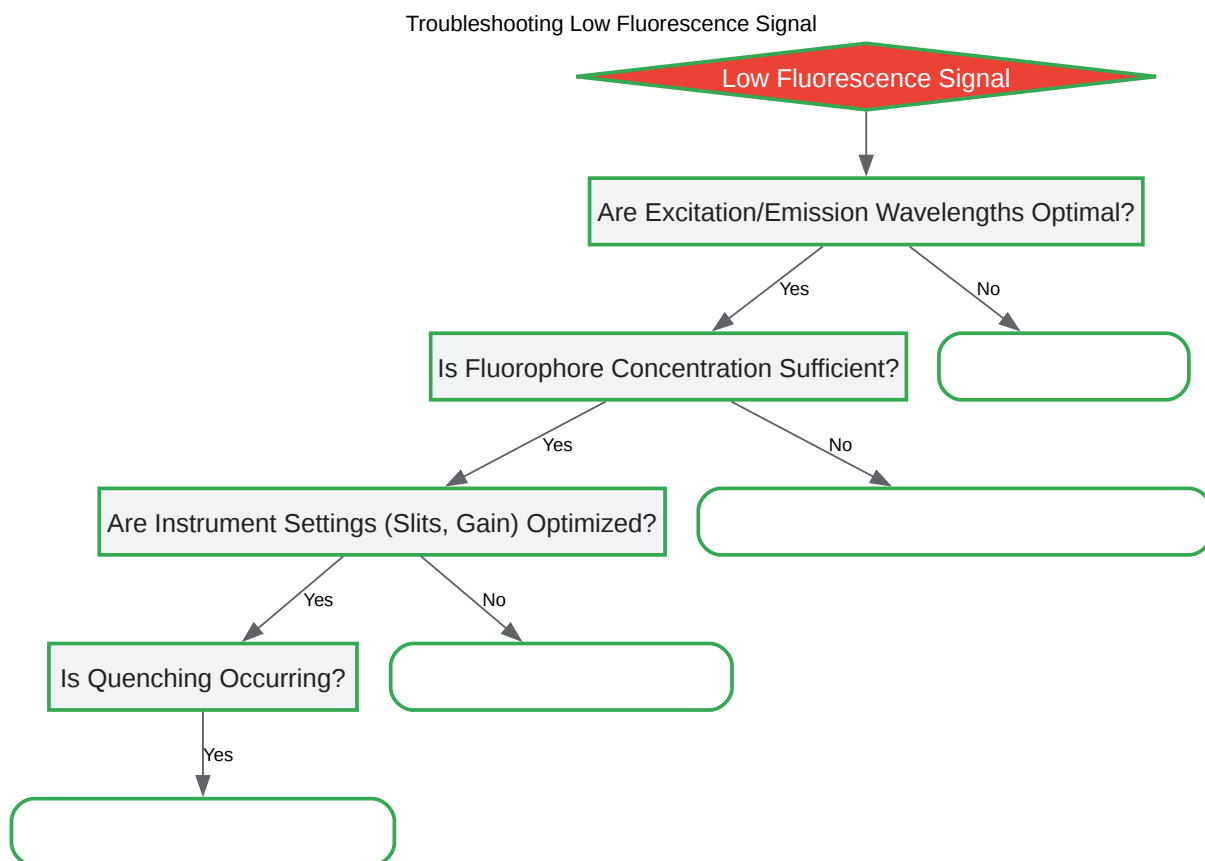 Troubleshooting Low Fluorescence Signal
Low Fluorescence Signal
Are Excitation/Emission Wavelengths Optimal?
Yes
No
Is Fluorophore Concentration Sufficient?
Yes
No
Are Instrument Settings (Slits, Gain) Optimized?
Yes
No
Is Quenching Occurring?
Yes